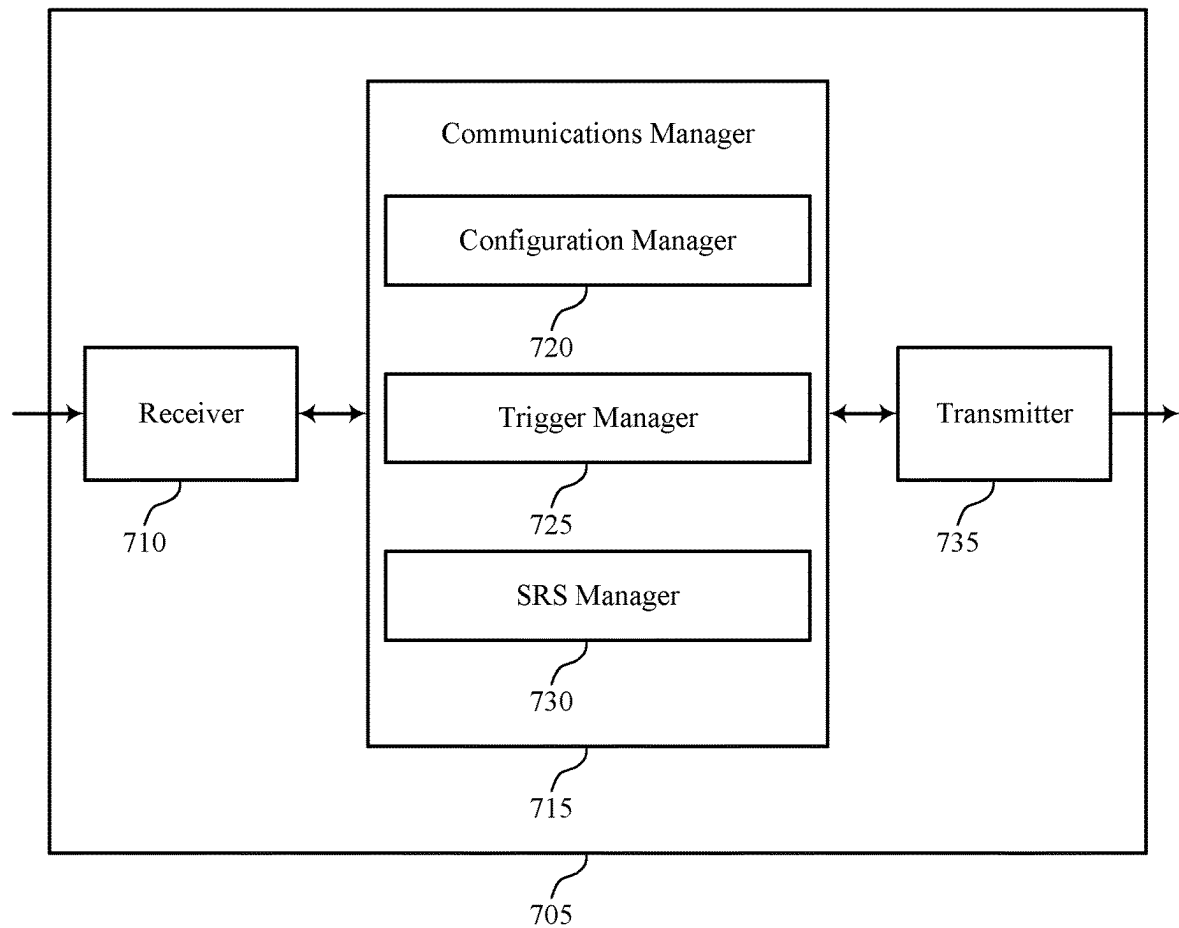 Communications Manager
Configuration Manager
720
Receiver
710
Trigger Manager
725
Transmitter
735
SRS Manager
730
715
705